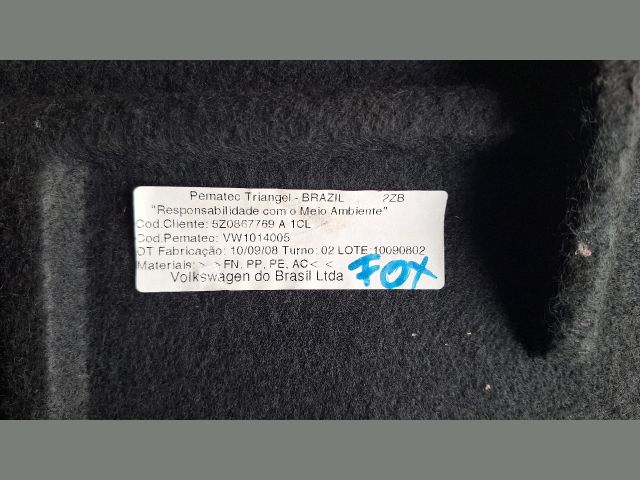 Pematec Triangel - BRAZIL 2ZB
"Responsabilidade com o Meio Ambiente"
Cod.Cliente: 5Z0867769 A 1CL
Cod.Pematec: VW1014005
OT Fabricação: 10/09/08 Turno: 02 LOTE:10090802
Materiais: > >FN, PP, PE, AC< <
Volkswagen do Brasil Ltda
FOX